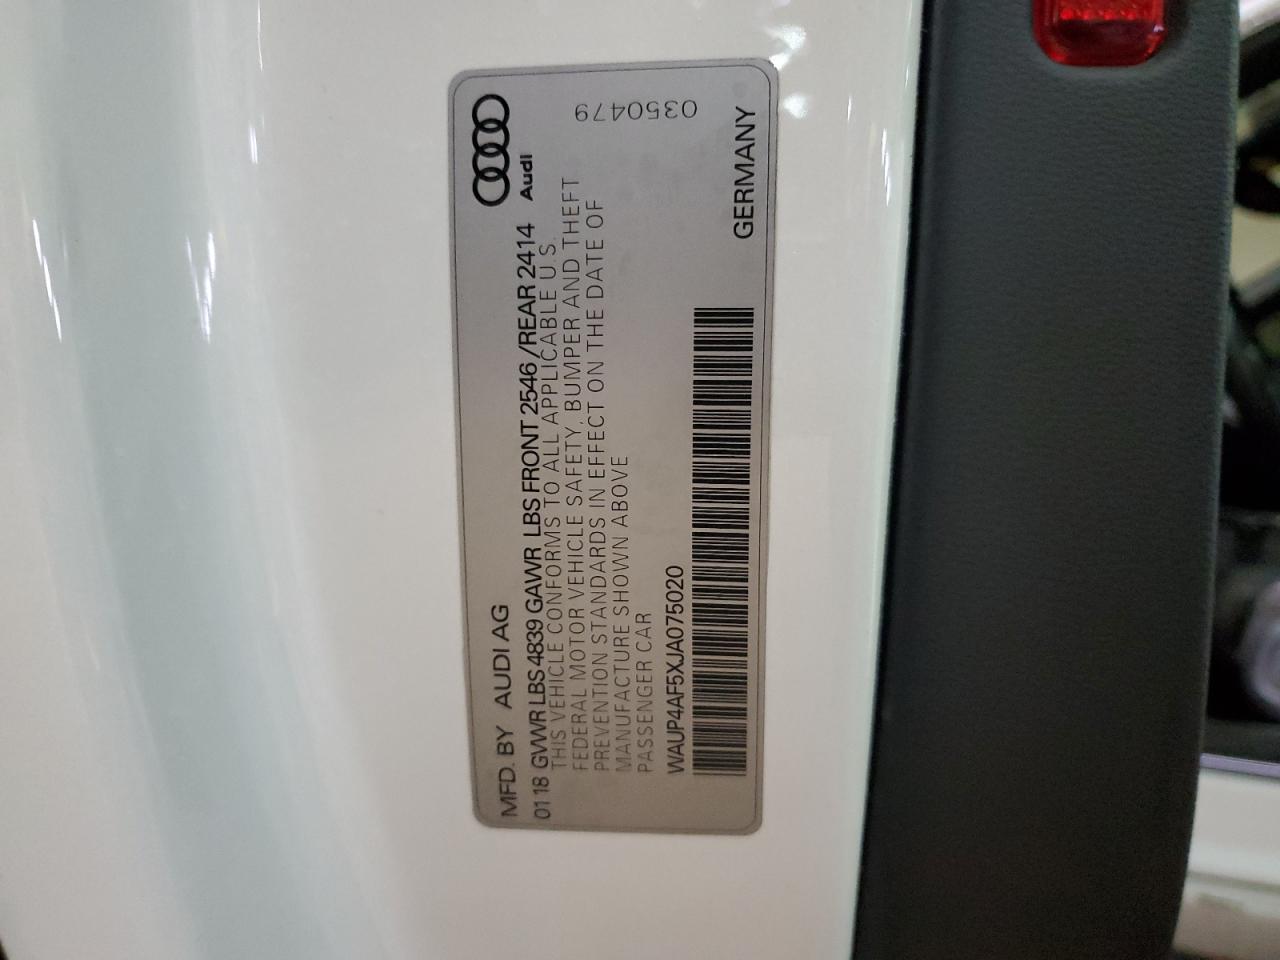 MFD. BY AUDI AG
01 18 GVWR LBS 4839 GAWR LBS FRONT 2546 /REAR 2414
Audi
THIS VEHICLE CONFORMS TO ALL APPLICABLE U.S.
FEDERAL MOTOR VEHICLE SAFETY, BUMPER AND THEFT
PREVENTION STANDARDS IN EFFECT ON THE DATE OF
MANUFACTURE SHOWN ABOVE
PASSENGER CAR
WAUP4AF5XJA075020
GERMANY
0350479